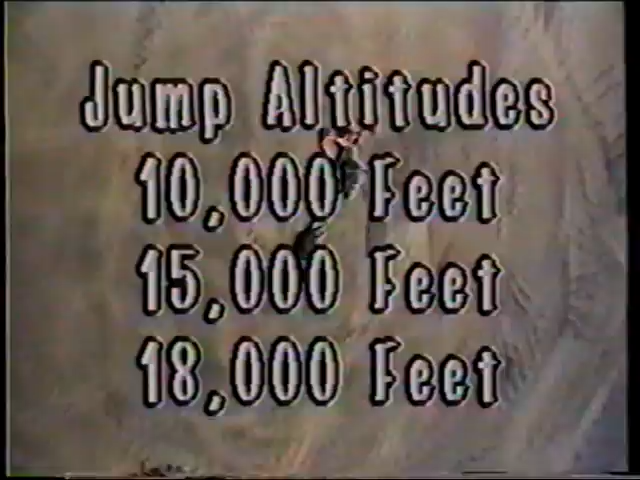 Jump Altitudes
10,000 Feet
15,000 Feet
18,000 Feet